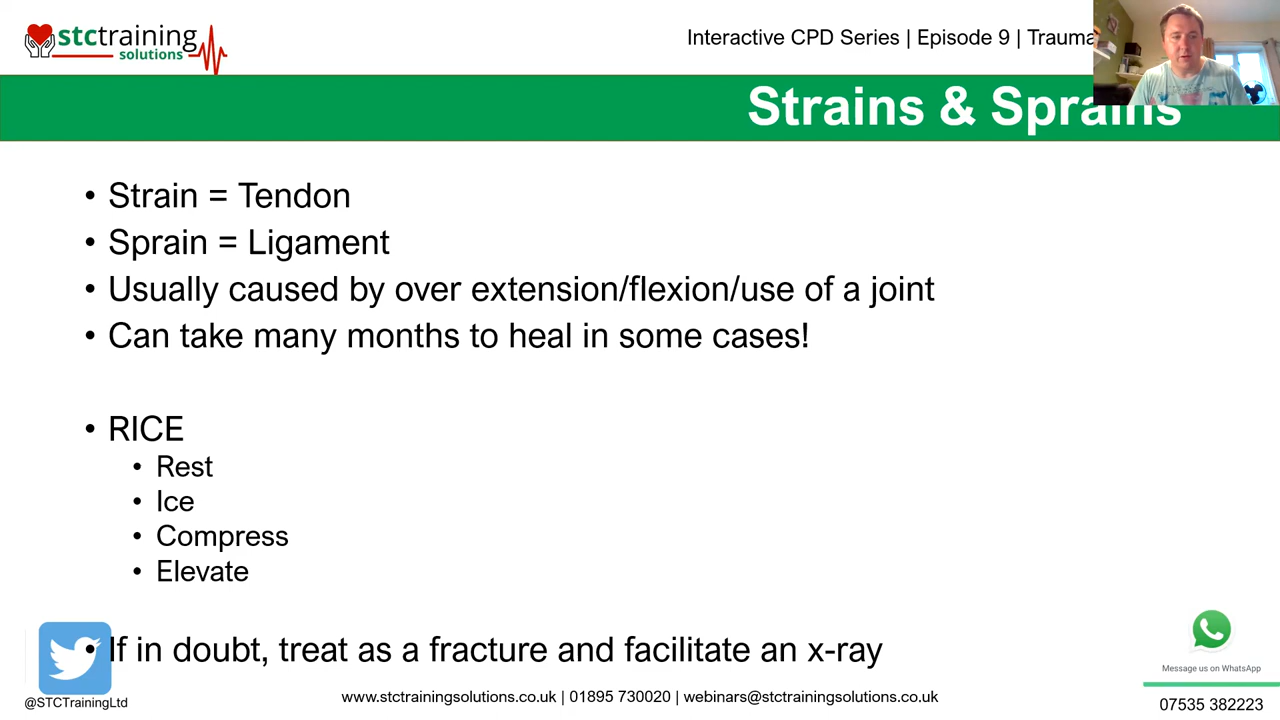 stctraining
solutions
Interactive CPD Series | Episode 9 | Trauma
Strains & Sprains
• Strain = Tendon
• Sprain = Ligament
• Usually caused by over extension/flexion/use of a joint
• Can take many months to heal in some cases!
• RICE
• Rest
• Ice
• Compress
• Elevate
• If in doubt, treat as a fracture and facilitate an x-ray
@STCTrainingLtd
www.stctrainingsolutions.co.uk | 01895 730020 | webinars@stctrainingsolutions.co.uk
Message us on WhatsApp
07535 382223